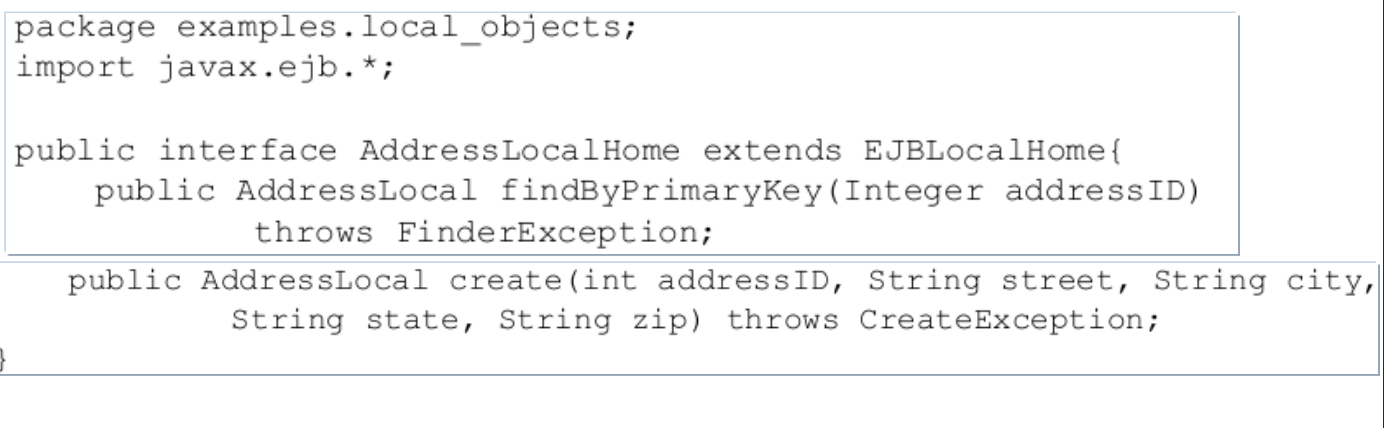 package examples.local_objects;
import javax.ejb.*;
public interface AddressLocalHome extends EJBLocalHome{
public AddressLocal findByPrimaryKey(Integer addressID)
throws FinderException;
public AddressLocal create(int addressID, String street, String city,
String state, String zip) throws CreateException;
}